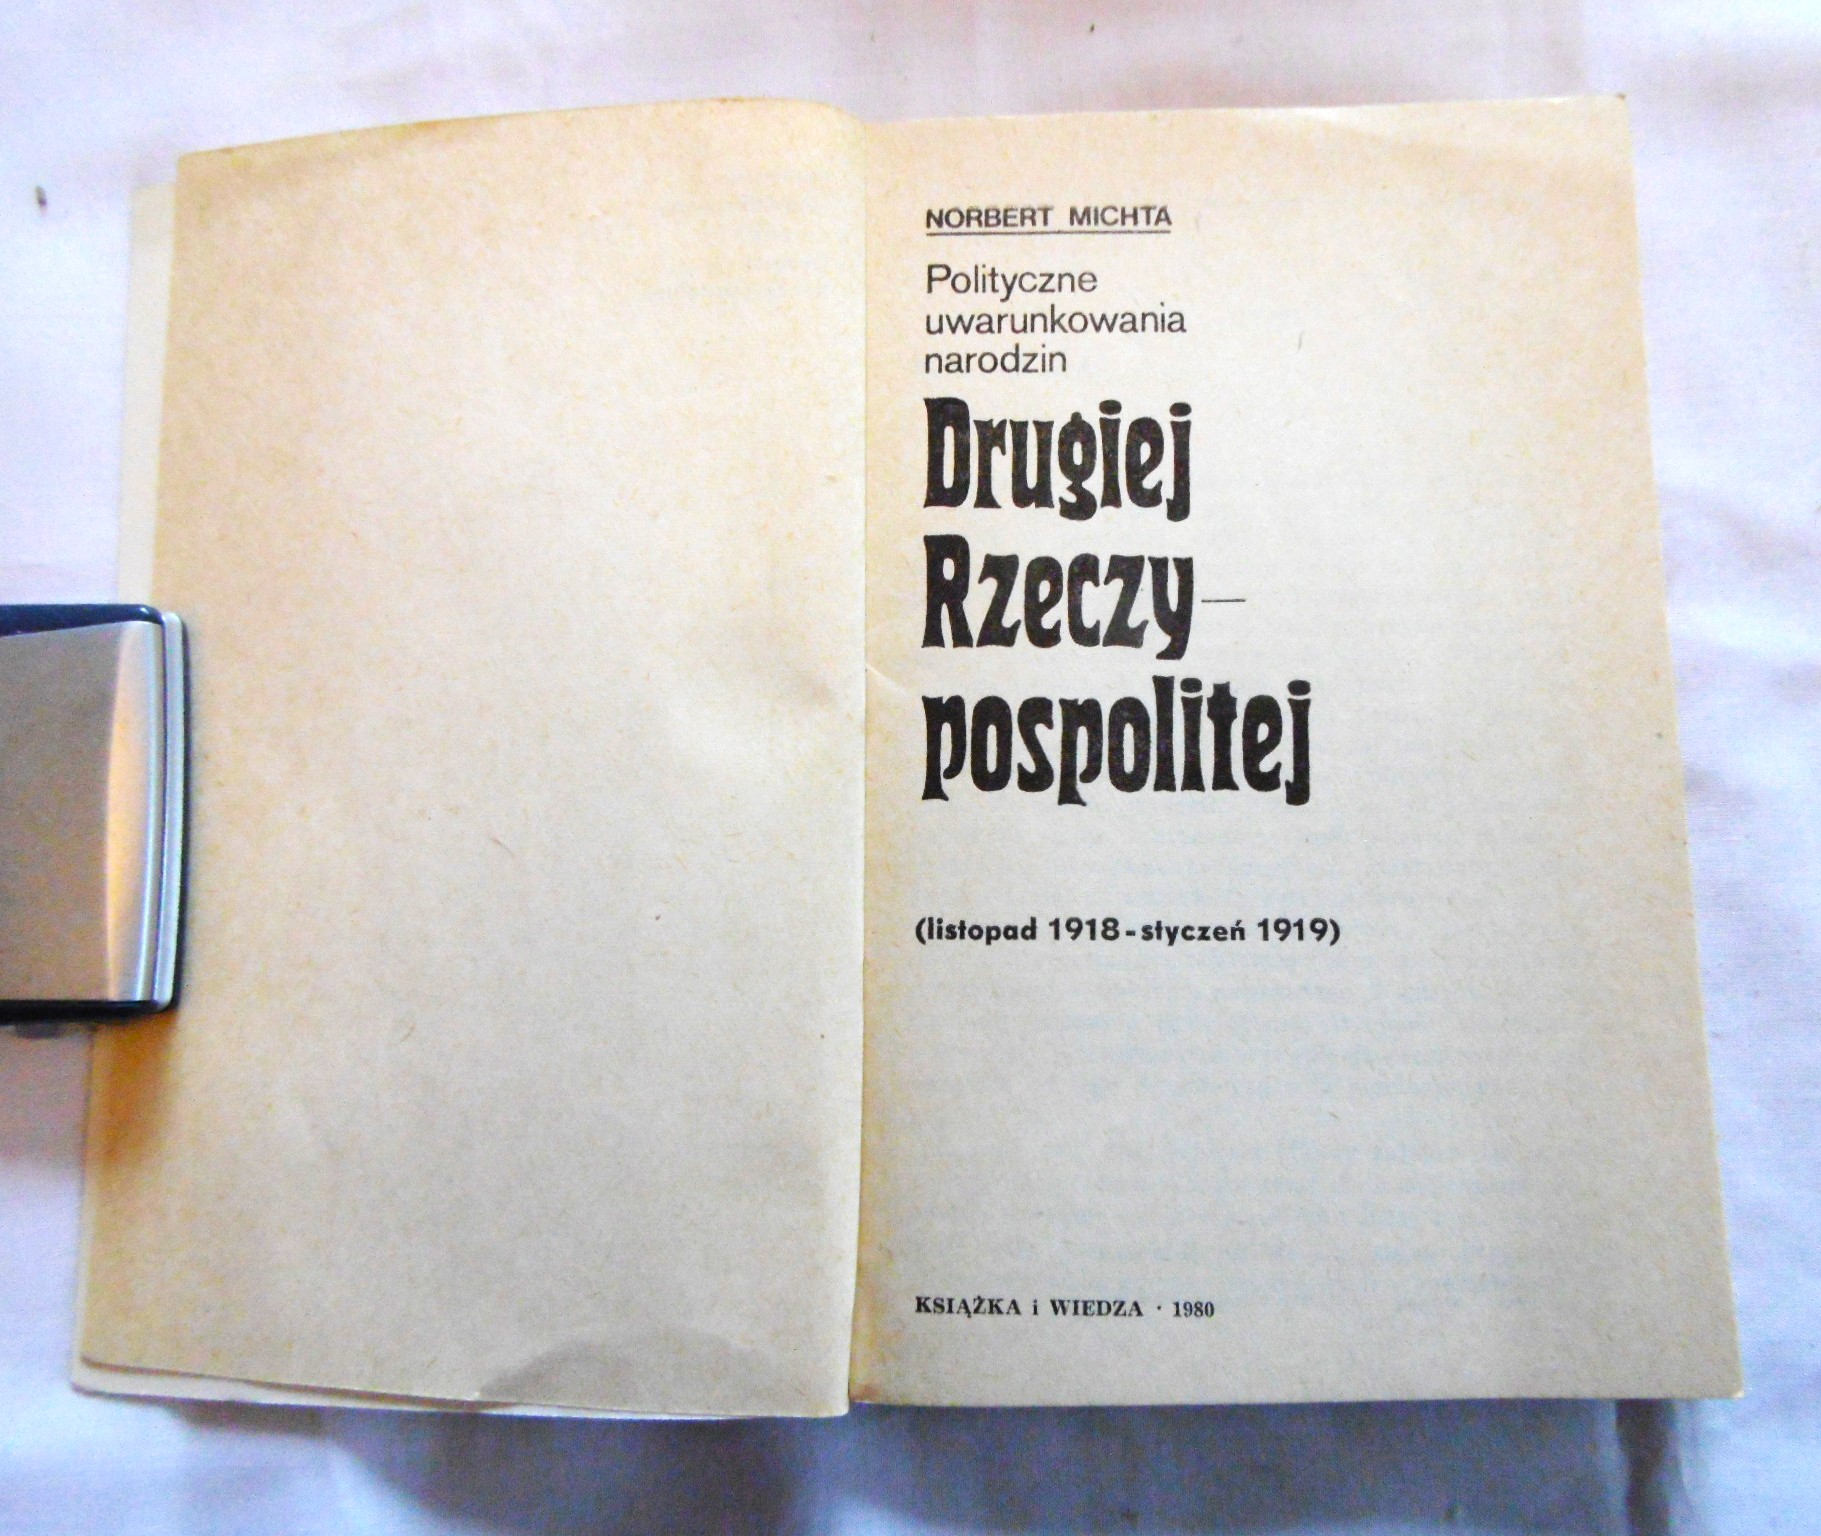 NORBERT MICHTA
Polityczne
uwarunkowania
narodzin
Drugiej
Rzeczy—
pospolitej
(listopad 1918-styczeń 1919)
KSIĄŻKA i WIEDZA · 1980